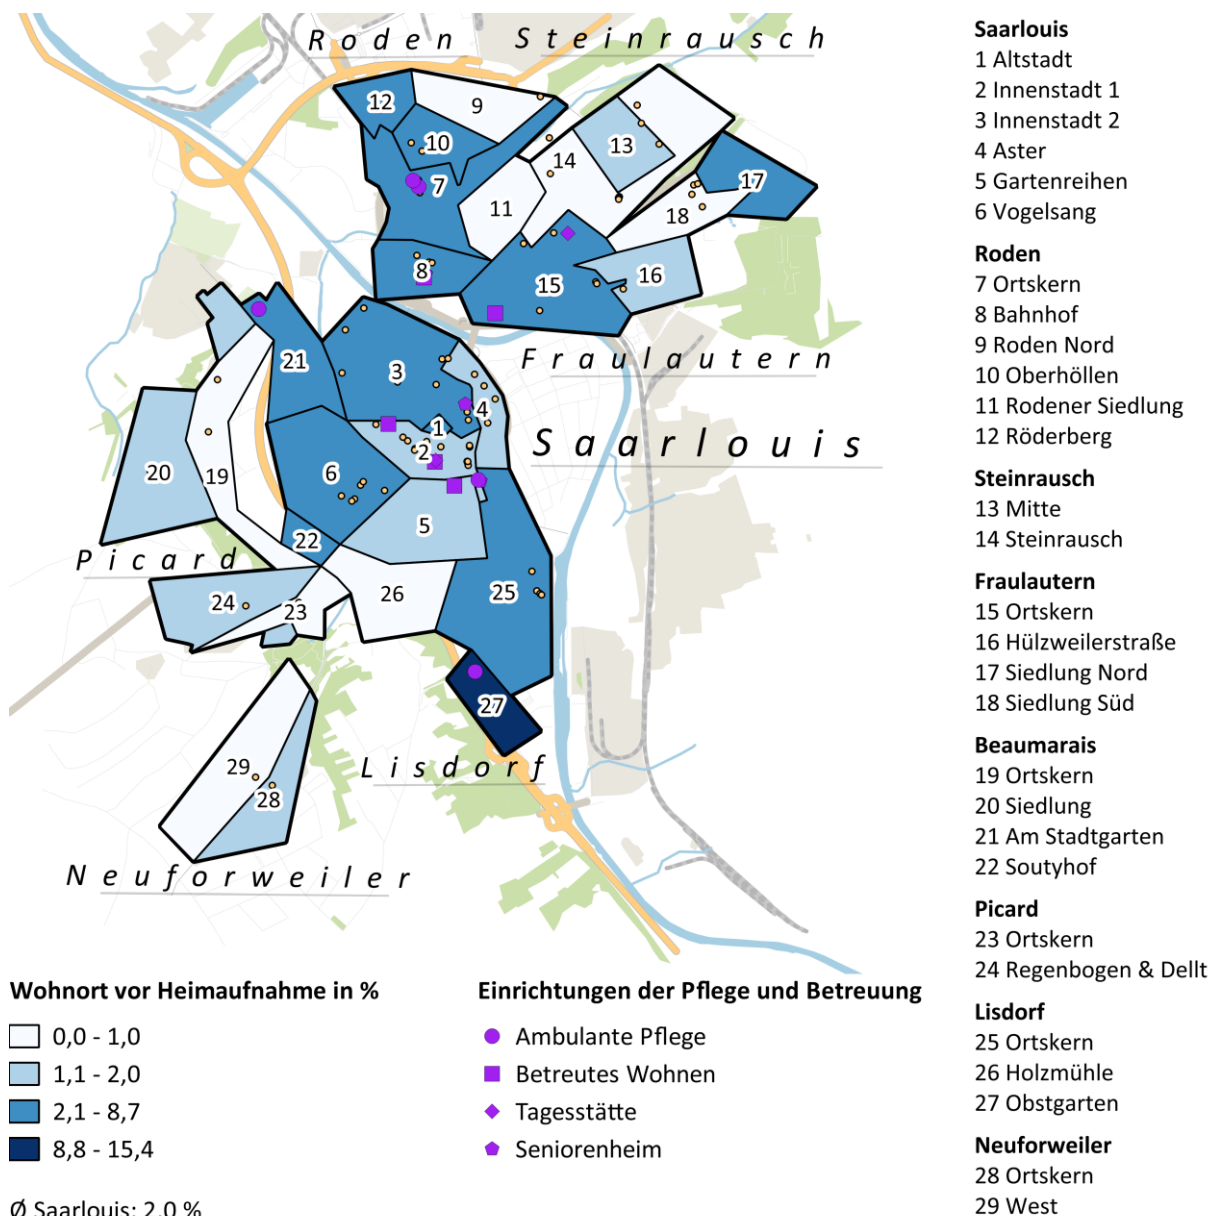 Roden
Steinrausch
12
9
10
13
14
7
17
11
18
8
15
16
Fraulautern
21
3
4
1
2
Saarlouis
20
19
6
5
22
Picard
24
23
26
25
27
Lisdorf
29
28
Neuforweiler
Saarlouis
1 Altstadt
2 Innenstadt 1
3 Innenstadt 2
4 Aster
5 Gartenreihen
6 Vogelsang
Roden
7 Ortskern
8 Bahnhof
9 Roden Nord
10 Oberhöllen
11 Rodener Siedlung
12 Röderberg
Steinrausch
13 Mitte
14 Steinrausch
Fraulautern
15 Ortskern
16 Hülzweilerstraße
17 Siedlung Nord
18 Siedlung Süd
Beaumarais
19 Ortskern
20 Siedlung
21 Am Stadtgarten
22 Soutyhof
Picard
23 Ortskern
24 Regenbogen & Dellt
Lisdorf
25 Ortskern
26 Holzmühle
27 Obstgarten
Neuforweiler
28 Ortskern
29 West
Wohnort vor Heimaufnahme in %
0,0 - 1,0
1,1 - 2,0
2,1 - 8,7
8,8 - 15,4
Ø Saarlouis: 2,0 %
Einrichtungen der Pflege und Betreuung
Ambulante Pflege
Betreutes Wohnen
Tagesstätte
Seniorenheim